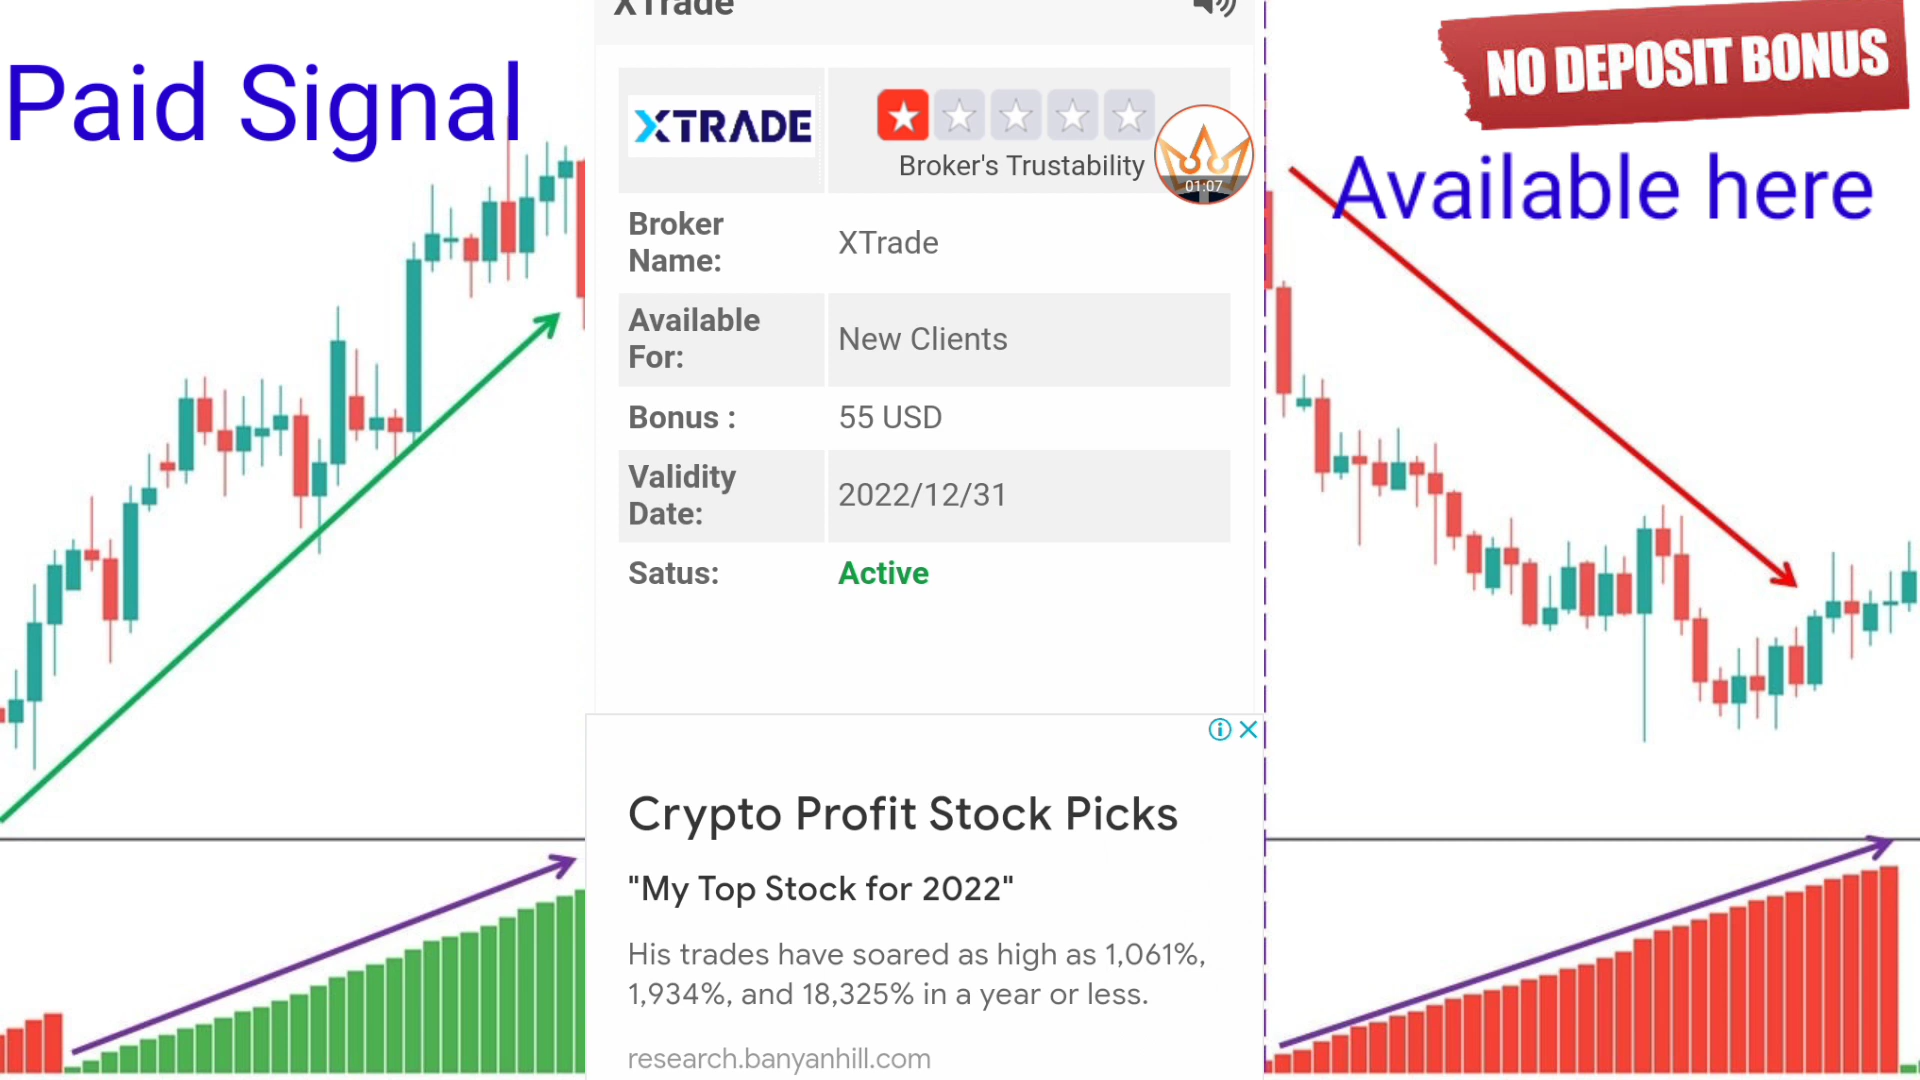 XTrade
Paid Signal
NO DEPOSIT BONUS
Available here
XTRADE
Broker's Trustability
01:07
Broker Name:
XTrade
Available For:
New Clients
Bonus :
55 USD
Validity Date:
2022/12/31
Satus:
Active
Crypto Profit Stock Picks
"My Top Stock for 2022"
His trades have soared as high as 1,061%,
1,934%, and 18,325% in a year or less.
research.banyanhill.com